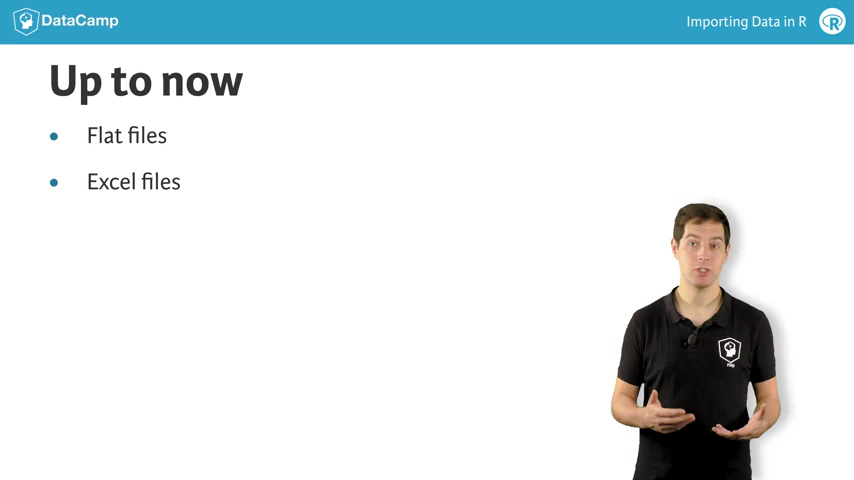 DataCamp
Importing Data in R
R
Up to now
• Flat files
• Excel files